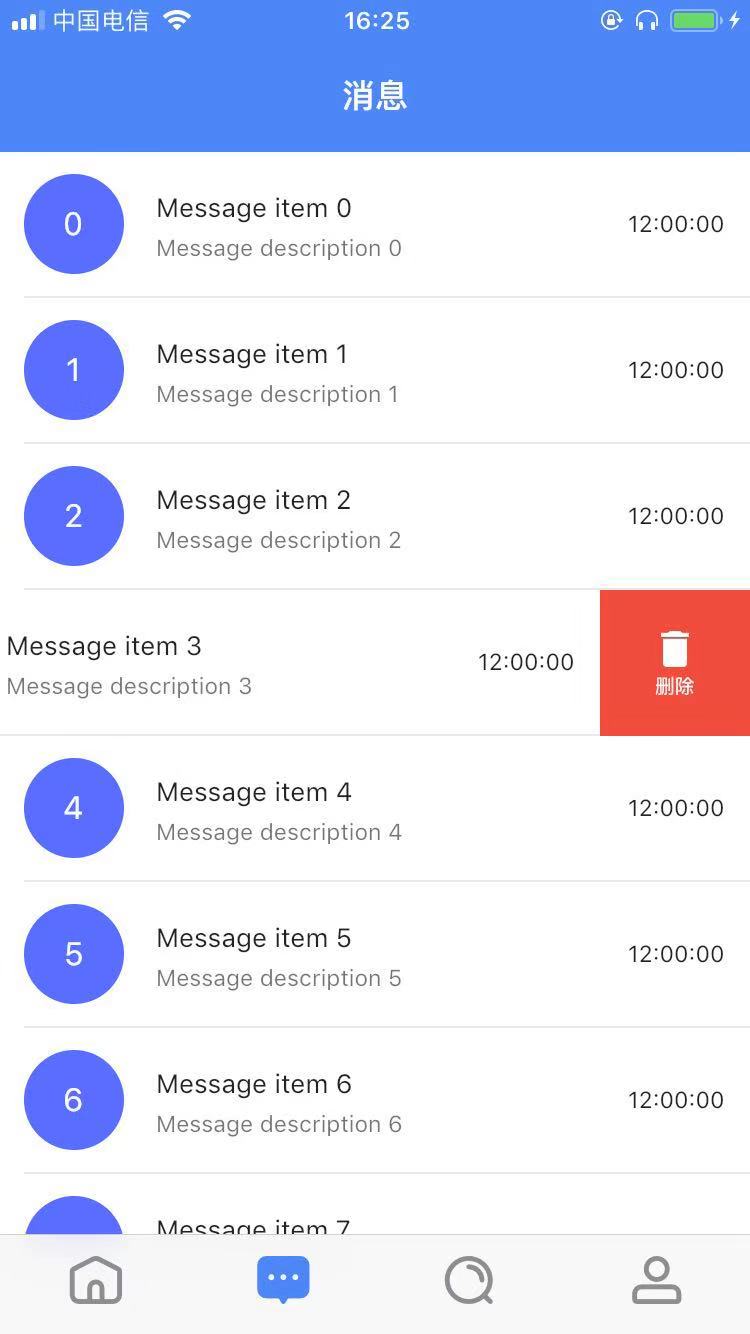 中国电信
16:25
消息
0
Message item 0
Message description 0
12:00:00
1
Message item 1
Message description 1
12:00:00
2
Message item 2
Message description 2
12:00:00
Message item 3
Message description 3
12:00:00
删除
4
Message item 4
Message description 4
12:00:00
5
Message item 5
Message description 5
12:00:00
6
Message item 6
Message description 6
12:00:00
Message item 7